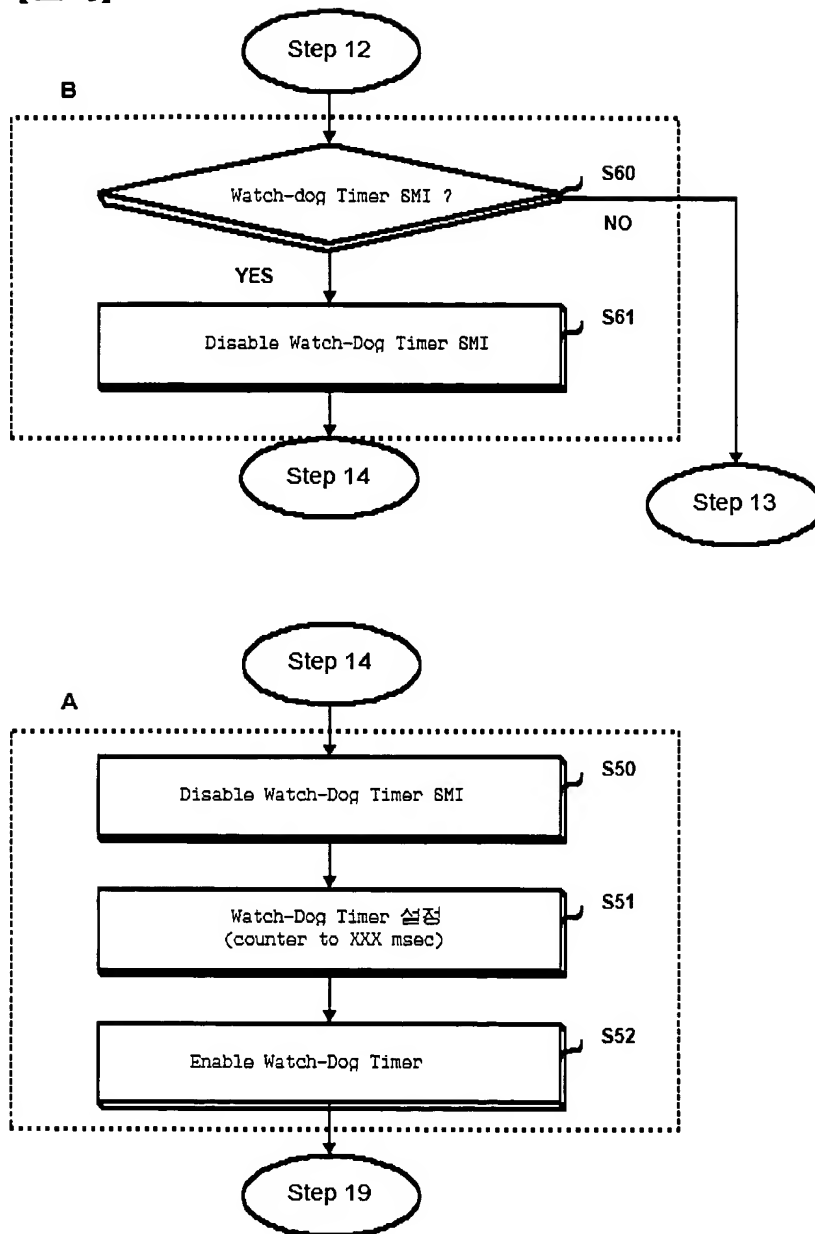 Step 12
B
Watch-dog Timer SMI ?
S60
NO
YES
Disable Watch-Dog Timer SMI
S61
Step 14
Step 13
Step 14
A
Disable Watch-Dog Timer SMI
S50
Watch-Dog Timer 설정
(counter to XXX msec)
S51
Enable Watch-Dog Timer
S52
Step 19